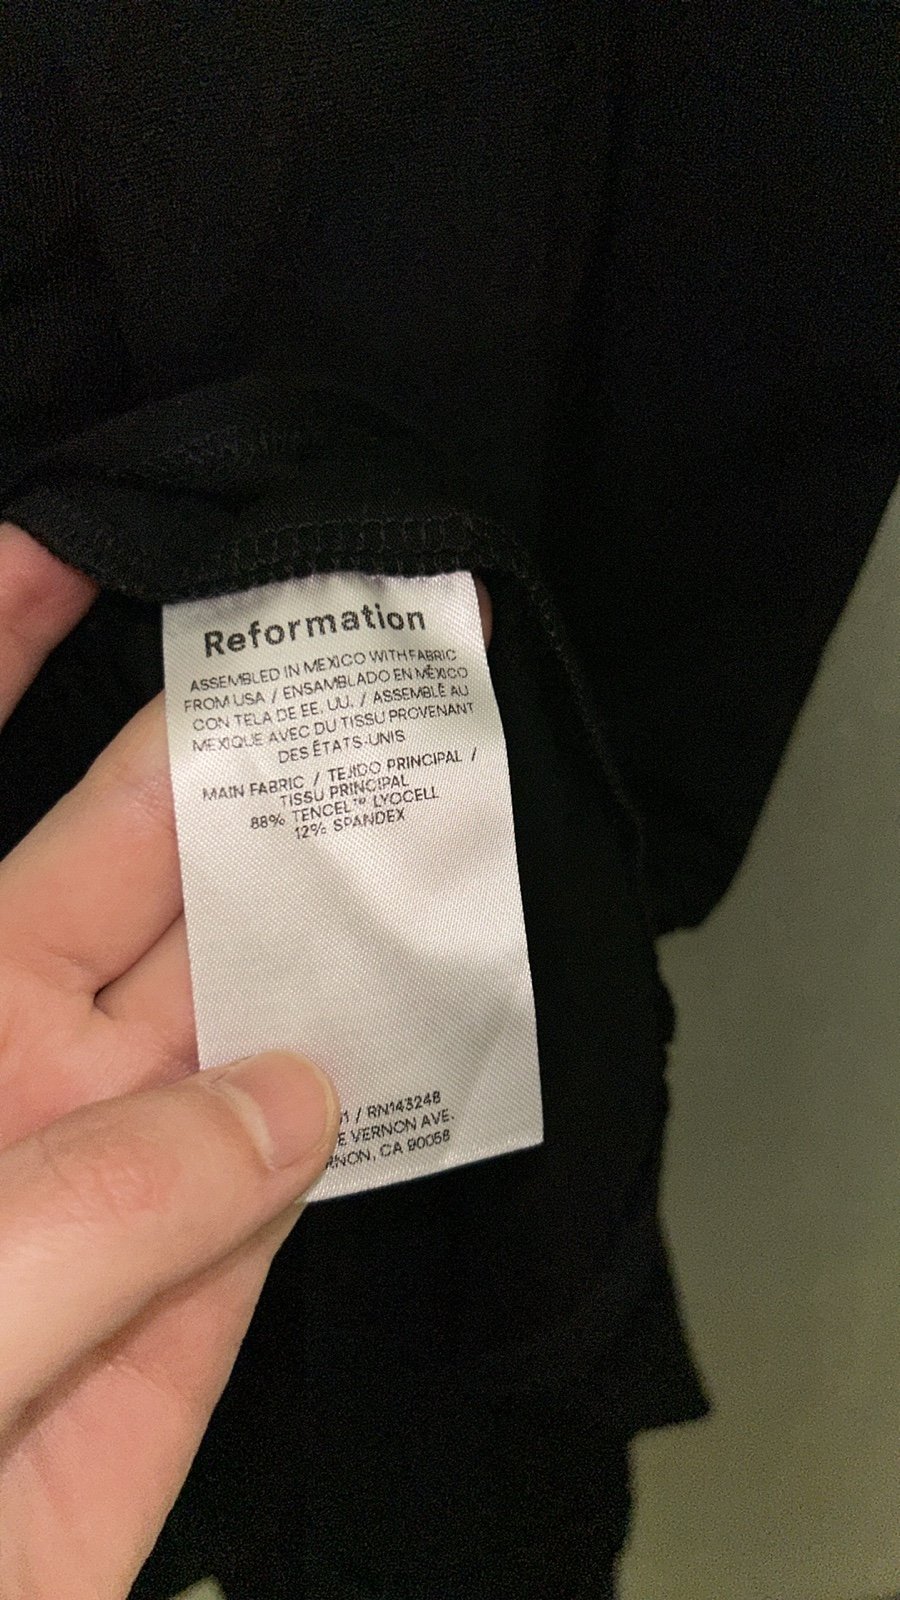 Reformation
ASSEMBLED IN MEXICO WITH FABRIC
FROM USA / ENSAMBLADO EN MÉXICO
CON TELA DE EE. UU. / ASSEMBLÉ AU
MEXIQUE AVEC DU TISSU PROVENANT
DES ÉTATS-UNIS
MAIN FABRIC / TEJIDO PRINCIPAL /
TISSU PRINCIPAL
88% TENCEL™ LYOCELL
12% SPANDEX
/ RN143248
E VERNON AVE.
CA 90058